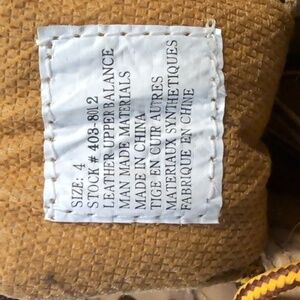 SIZE: 4
STOCK # 403-8012
LEATHER UPPER BALANCE
MAN MADE MATERIALS
MADE IN CHINA
TIGE EN CUIR AUTRES
MATERIAUX SYNTHETIQUES
FABRIQUE EN CHINE